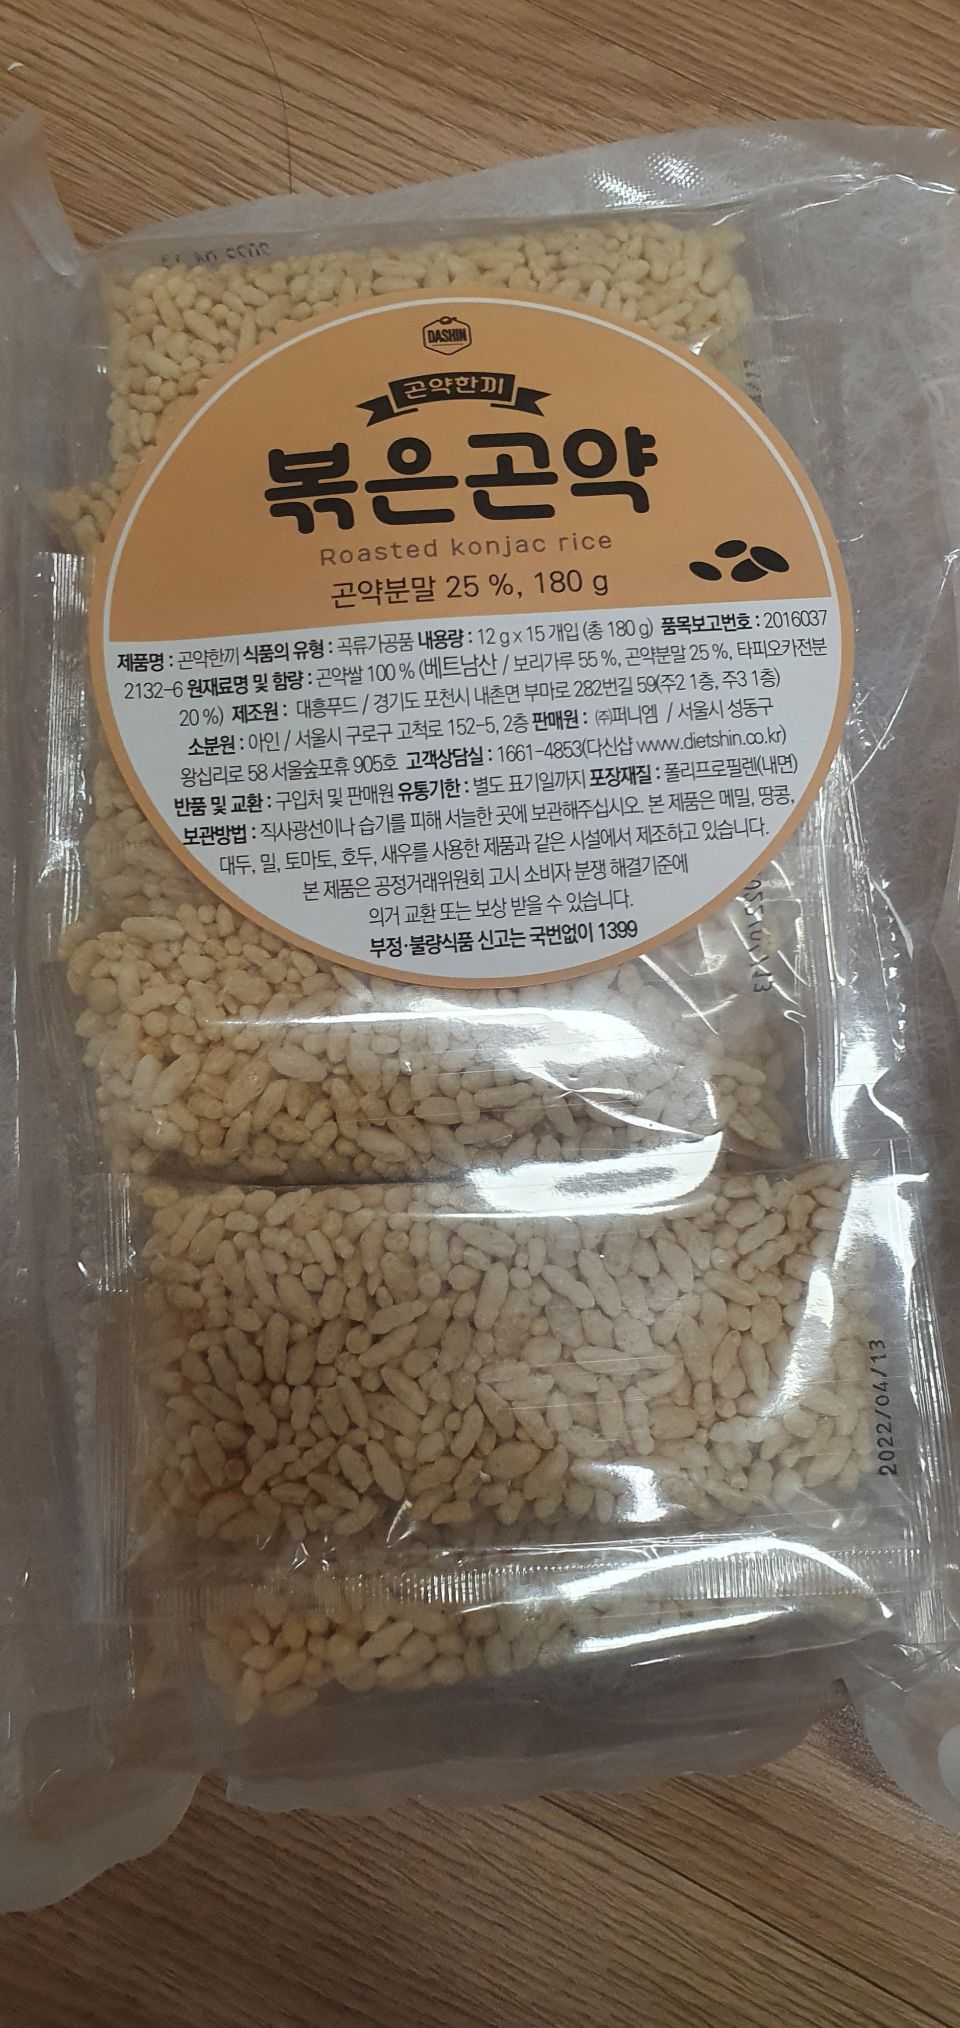 DASHIN
곤약한끼
볶은곤약
Roasted konjac rice
곤약분말 25 %, 180 g
제품명 : 곤약한끼 식품의 유형 : 곡류가공품 내용량 : 12 g x 15 개입 (총 180 g) 품목보고번호 : 2016037
2132-6 원재료명 및 함량 : 곤약쌀 100 % (베트남산 / 보리가루 55 %, 곤약분말 25 %, 타피오카전분
20 %) 제조원 : 대흥푸드 / 경기도 포천시 내촌면 부마로 282번길 59(주2 1층, 주3 1층)
소분원 : 아인 / 서울시 구로구 고척로 152-5, 2층 판매원 : ㈜퍼니엠 / 서울시 성동구
왕십리로 58 서울숲포휴 905호 고객상담실 : 1661-4853(다신샵 www.dietshin.co.kr)
반품 및 교환 : 구입처 및 판매원 유통기한 : 별도 표기일까지 포장재질 : 폴리프로필렌(내면)
보관방법 : 직사광선이나 습기를 피해 서늘한 곳에 보관해주십시오. 본 제품은 메밀, 땅콩,
대두, 밀, 토마토, 호두, 새우를 사용한 제품과 같은 시설에서 제조하고 있습니다.
본 제품은 공정거래위원회 고시 소비자 분쟁 해결기준에
의거 교환 또는 보상 받을 수 있습니다.
부정·불량식품 신고는 국번없이 1399
2022/04/13